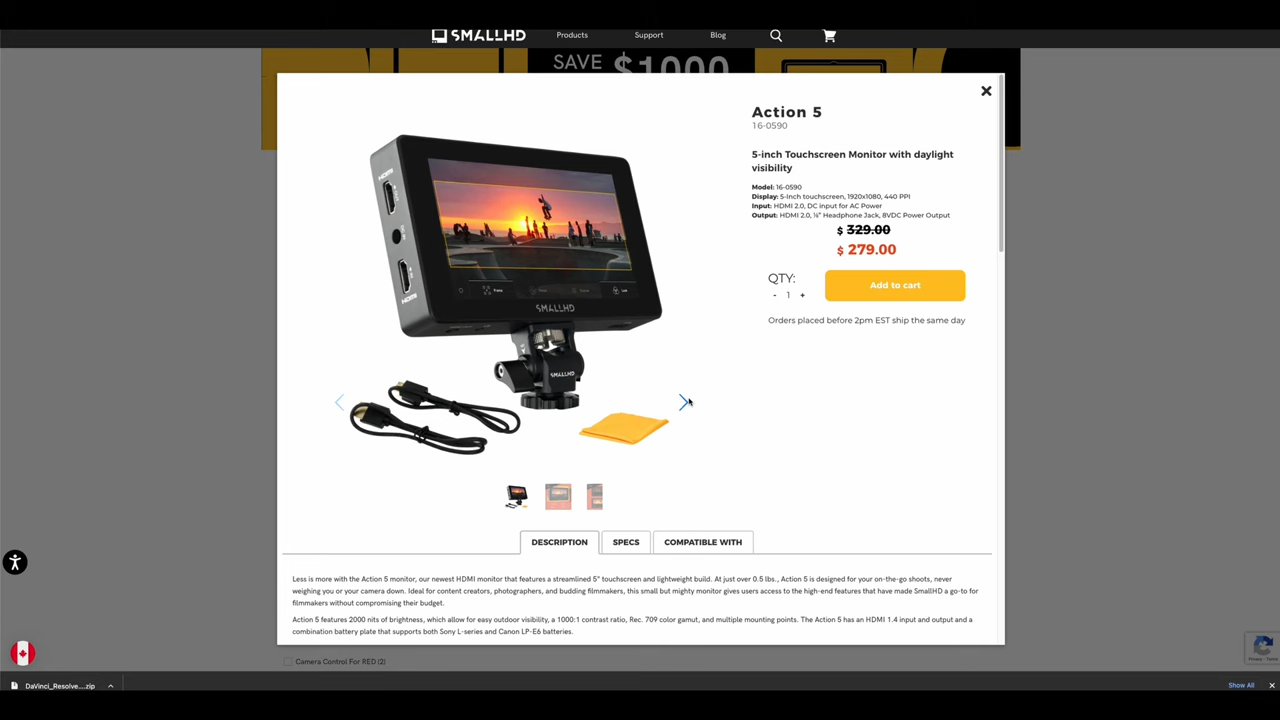 SMALLHD
Products
Support
Blog
SAVE $1000
Action 5
16-0590
5-inch Touchscreen Monitor with daylight
visibility
Model: 16-0590
Display: 5-Inch touchscreen, 1920x1080, 440 PPI
Input: HDMI 2.0, DC input for AC Power
Output: HDMI 2.0, ⅛" Headphone Jack, 8VDC Power Output
$ 329.00
$ 279.00
QTY:
- 1 +
Add to cart
Orders placed before 2pm EST ship the same day
HDMI
HDMI
SMALLHD
SMALLHD
DESCRIPTION
SPECS
COMPATIBLE WITH
Less is more with the Action 5 monitor, our newest HDMI monitor that features a streamlined 5" touchscreen and lightweight build. At just over 0.5 lbs., Action 5 is designed for your on-the-go shoots, never
weighing you or your camera down. Ideal for content creators, photographers, and budding filmmakers, this small but mighty monitor gives users access to the high-end features that have made SmallHD a go-to for
filmmakers without compromising their budget.
Action 5 features 2000 nits of brightness, which allow for easy outdoor visibility, a 1000:1 contrast ratio, Rec. 709 color gamut, and multiple mounting points. The Action 5 has an HDMI 1.4 input and output and a
combination battery plate that supports both Sony L-series and Canon LP-E6 batteries.
Camera Control For RED (2)
Privacy - Terms
DaVinci_Resolve....zip
Show All